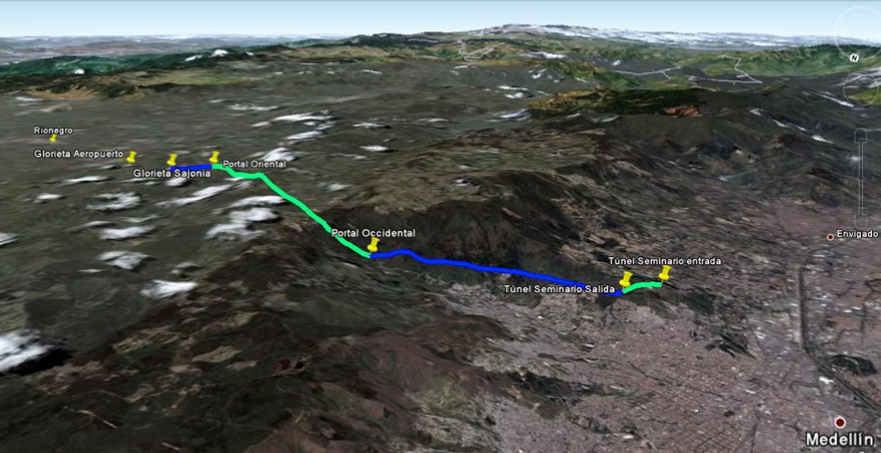 Rionegro
Glorieta Aeropuerto
Glorieta Sajonia
Portal Oriental
Portal Occidental
Envigado
Túnel Seminario entrada
Túnel Seminario Salida
Medellín
N